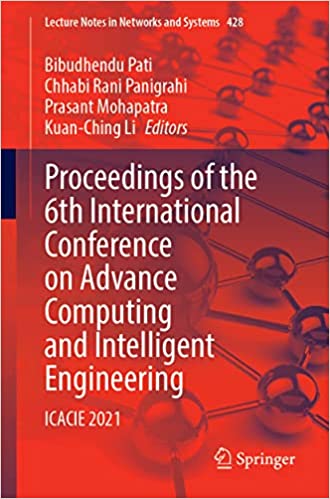 Lecture Notes in Networks and Systems 428
Bibudhendu Pati
Chhabi Rani Panigrahi
Prasant Mohapatra
Kuan-Ching Li Editors
Proceedings of the
6th International
Conference
on Advance
Computing
and Intelligent
Engineering
ICACIE 2021
Springer